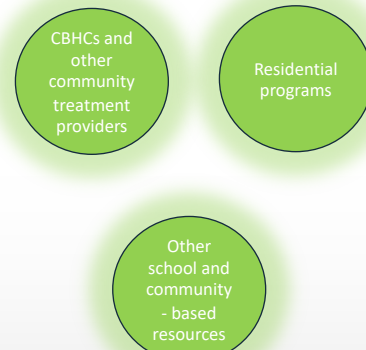 CBHCs and
other
community
treatment
providers
Residential
programs
Other
school and
community
- based
resources